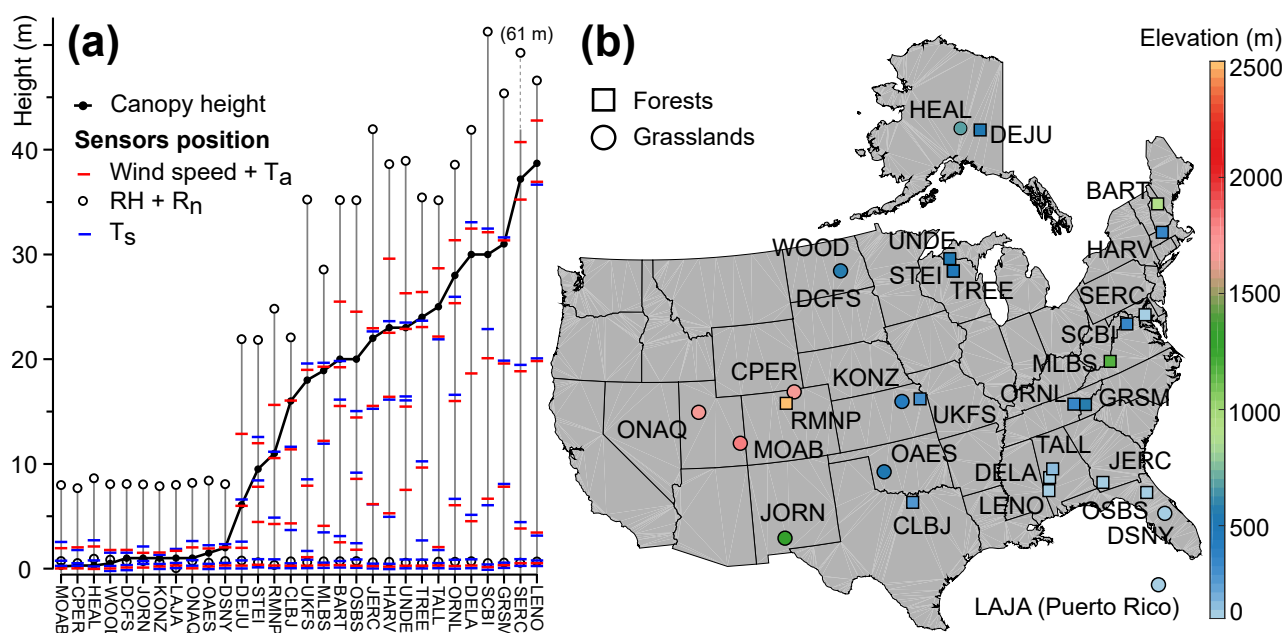 (a)
Height (m)
40
30
20
10
0
(61 m)
Canopy height
Sensors position
Wind speed + Ta
RH + Rn
Ts
MOAB
CPER
HEAL
WOOD
DCFS
JORN
KONZ
LAJA
ONAQ
OAES
DSNY
DEJU
STEI
RMNP
CLBJ
UKFS
MLBS
BART
OSBS
JERC
HARV
UNDE
TREE
TALL
ORNL
DELA
SCBI
GRSM
SERC
LENO
(b)
Forests
Grasslands
Elevation (m)
2500
2000
1500
1000
500
0
HEAL
DEJU
BART
HARV
WOOD
UNDE
STEI
DCFS
TREE
SERC
SCBI
MLBS
CPER
KONZ
ORNL
GRSM
RMNP
UKFS
ONAQ
MOAB
OAES
TALL
JERC
DELA
LENO
JORN
CLBJ
OSBS
DSNY
LAJA (Puerto Rico)